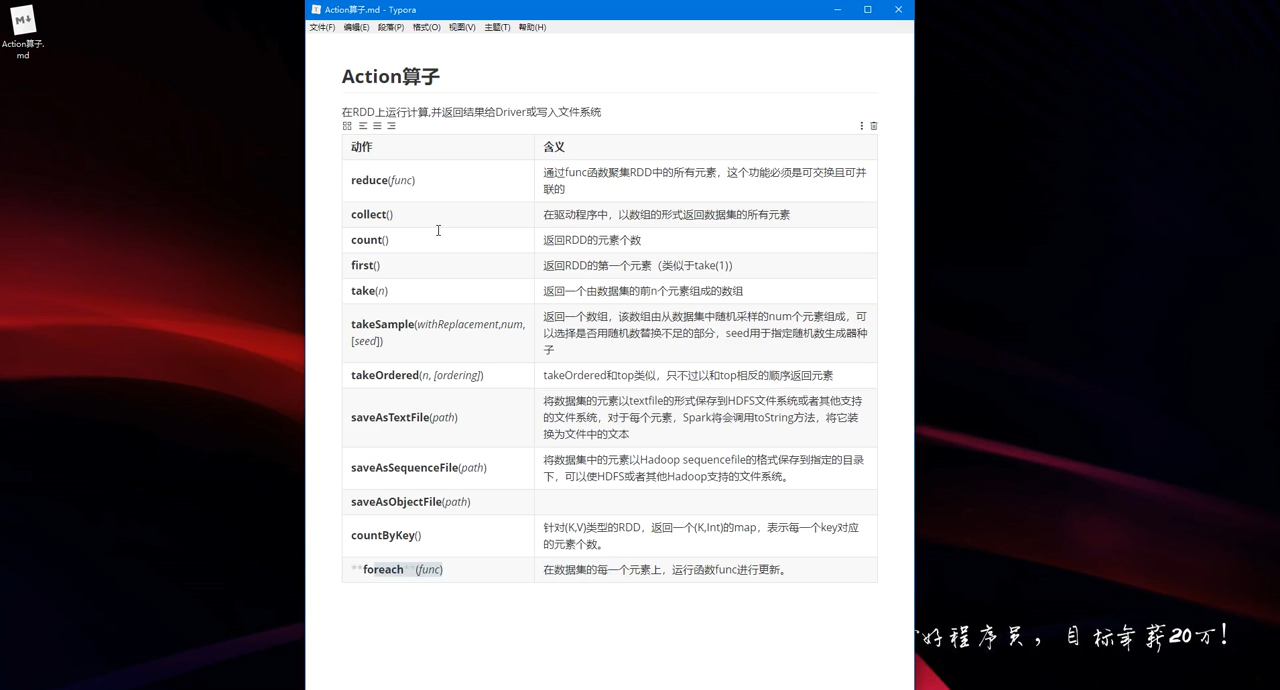 Action算子.md - Typora
文件(F) 编辑(E) 段落(P) 格式(O) 视图(V) 主题(T) 帮助(H)
M
Action算子.
md
Action算子
在RDD上运行计算,并返回结果给Driver或写入文件系统
动作 含义
reduce(func) 通过func函数聚集RDD中的所有元素，这个功能必须是可交换且可并
联的
collect() 在驱动程序中，以数组的形式返回数据集的所有元素
count() 返回RDD的元素个数
first() 返回RDD的第一个元素（类似于take(1)）
take(n) 返回一个由数据集的前n个元素组成的数组
takeSample(withReplacement,num, 返回一个数组，该数组由从数据集中随机采样的num个元素组成，可
[seed]) 以选择是否用随机数替换不足的部分，seed用于指定随机数生成器种
子
takeOrdered(n, [ordering]) takeOrdered和top类似，只不过以和top相反的顺序返回元素
saveAsTextFile(path) 将数据集的元素以textfile的形式保存到HDFS文件系统或者其他支持
的文件系统，对于每个元素，Spark将会调用toString方法，将它装
换为文件中的文本
saveAsSequenceFile(path) 将数据集中的元素以Hadoop sequencefile的格式保存到指定的目录
下，可以使HDFS或者其他Hadoop支持的文件系统。
saveAsObjectFile(path)
countByKey() 针对(K,V)类型的RDD，返回一个(K,Int)的map，表示每一个key对应
的元素个数。
**foreach**(func) 在数据集的每一个元素上，运行函数func进行更新。
好程序员，目标年薪20万!